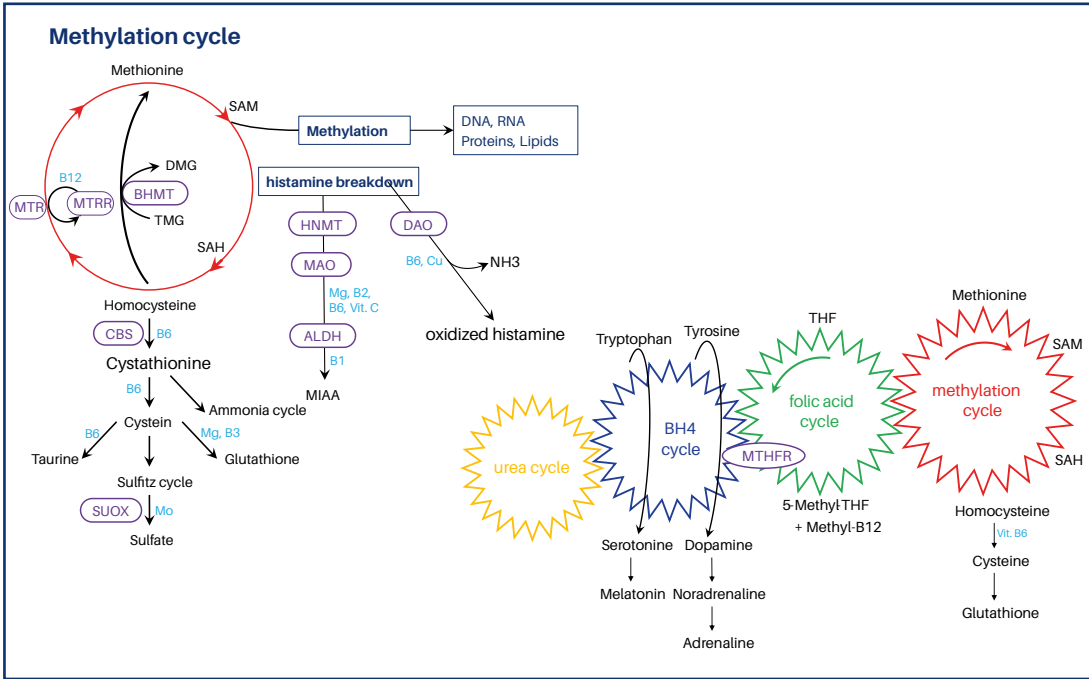 Methylation cycle
Methionine
SAM
Methylation
DNA, RNA
Proteins, Lipids
DMG
B12
BHMT
MTR
MTRR
TMG
SAH
Homocysteine
CBS
B6
Cystathionine
B6
Ammonia cycle
Cystein
B6
Mg, B3
Taurine
Glutathione
Sulfitz cycle
SUOX
Mo
Sulfate
histamine breakdown
HNMT
DAO
MAO
B6, Cu
NH3
Mg, B2,
B6, Vit. C
oxidized histamine
ALDH
B1
MIAA
urea cycle
Tryptophan
Tyrosine
BH4
cycle
Serotonine
Dopamine
Melatonin
Noradrenaline
Adrenaline
THF
folic acid
cycle
MTHFR
5-Methyl-THF
+ Methyl-B12
Methionine
SAM
methylation
cycle
SAH
Homocysteine
Vit. B6
Cysteine
Glutathione